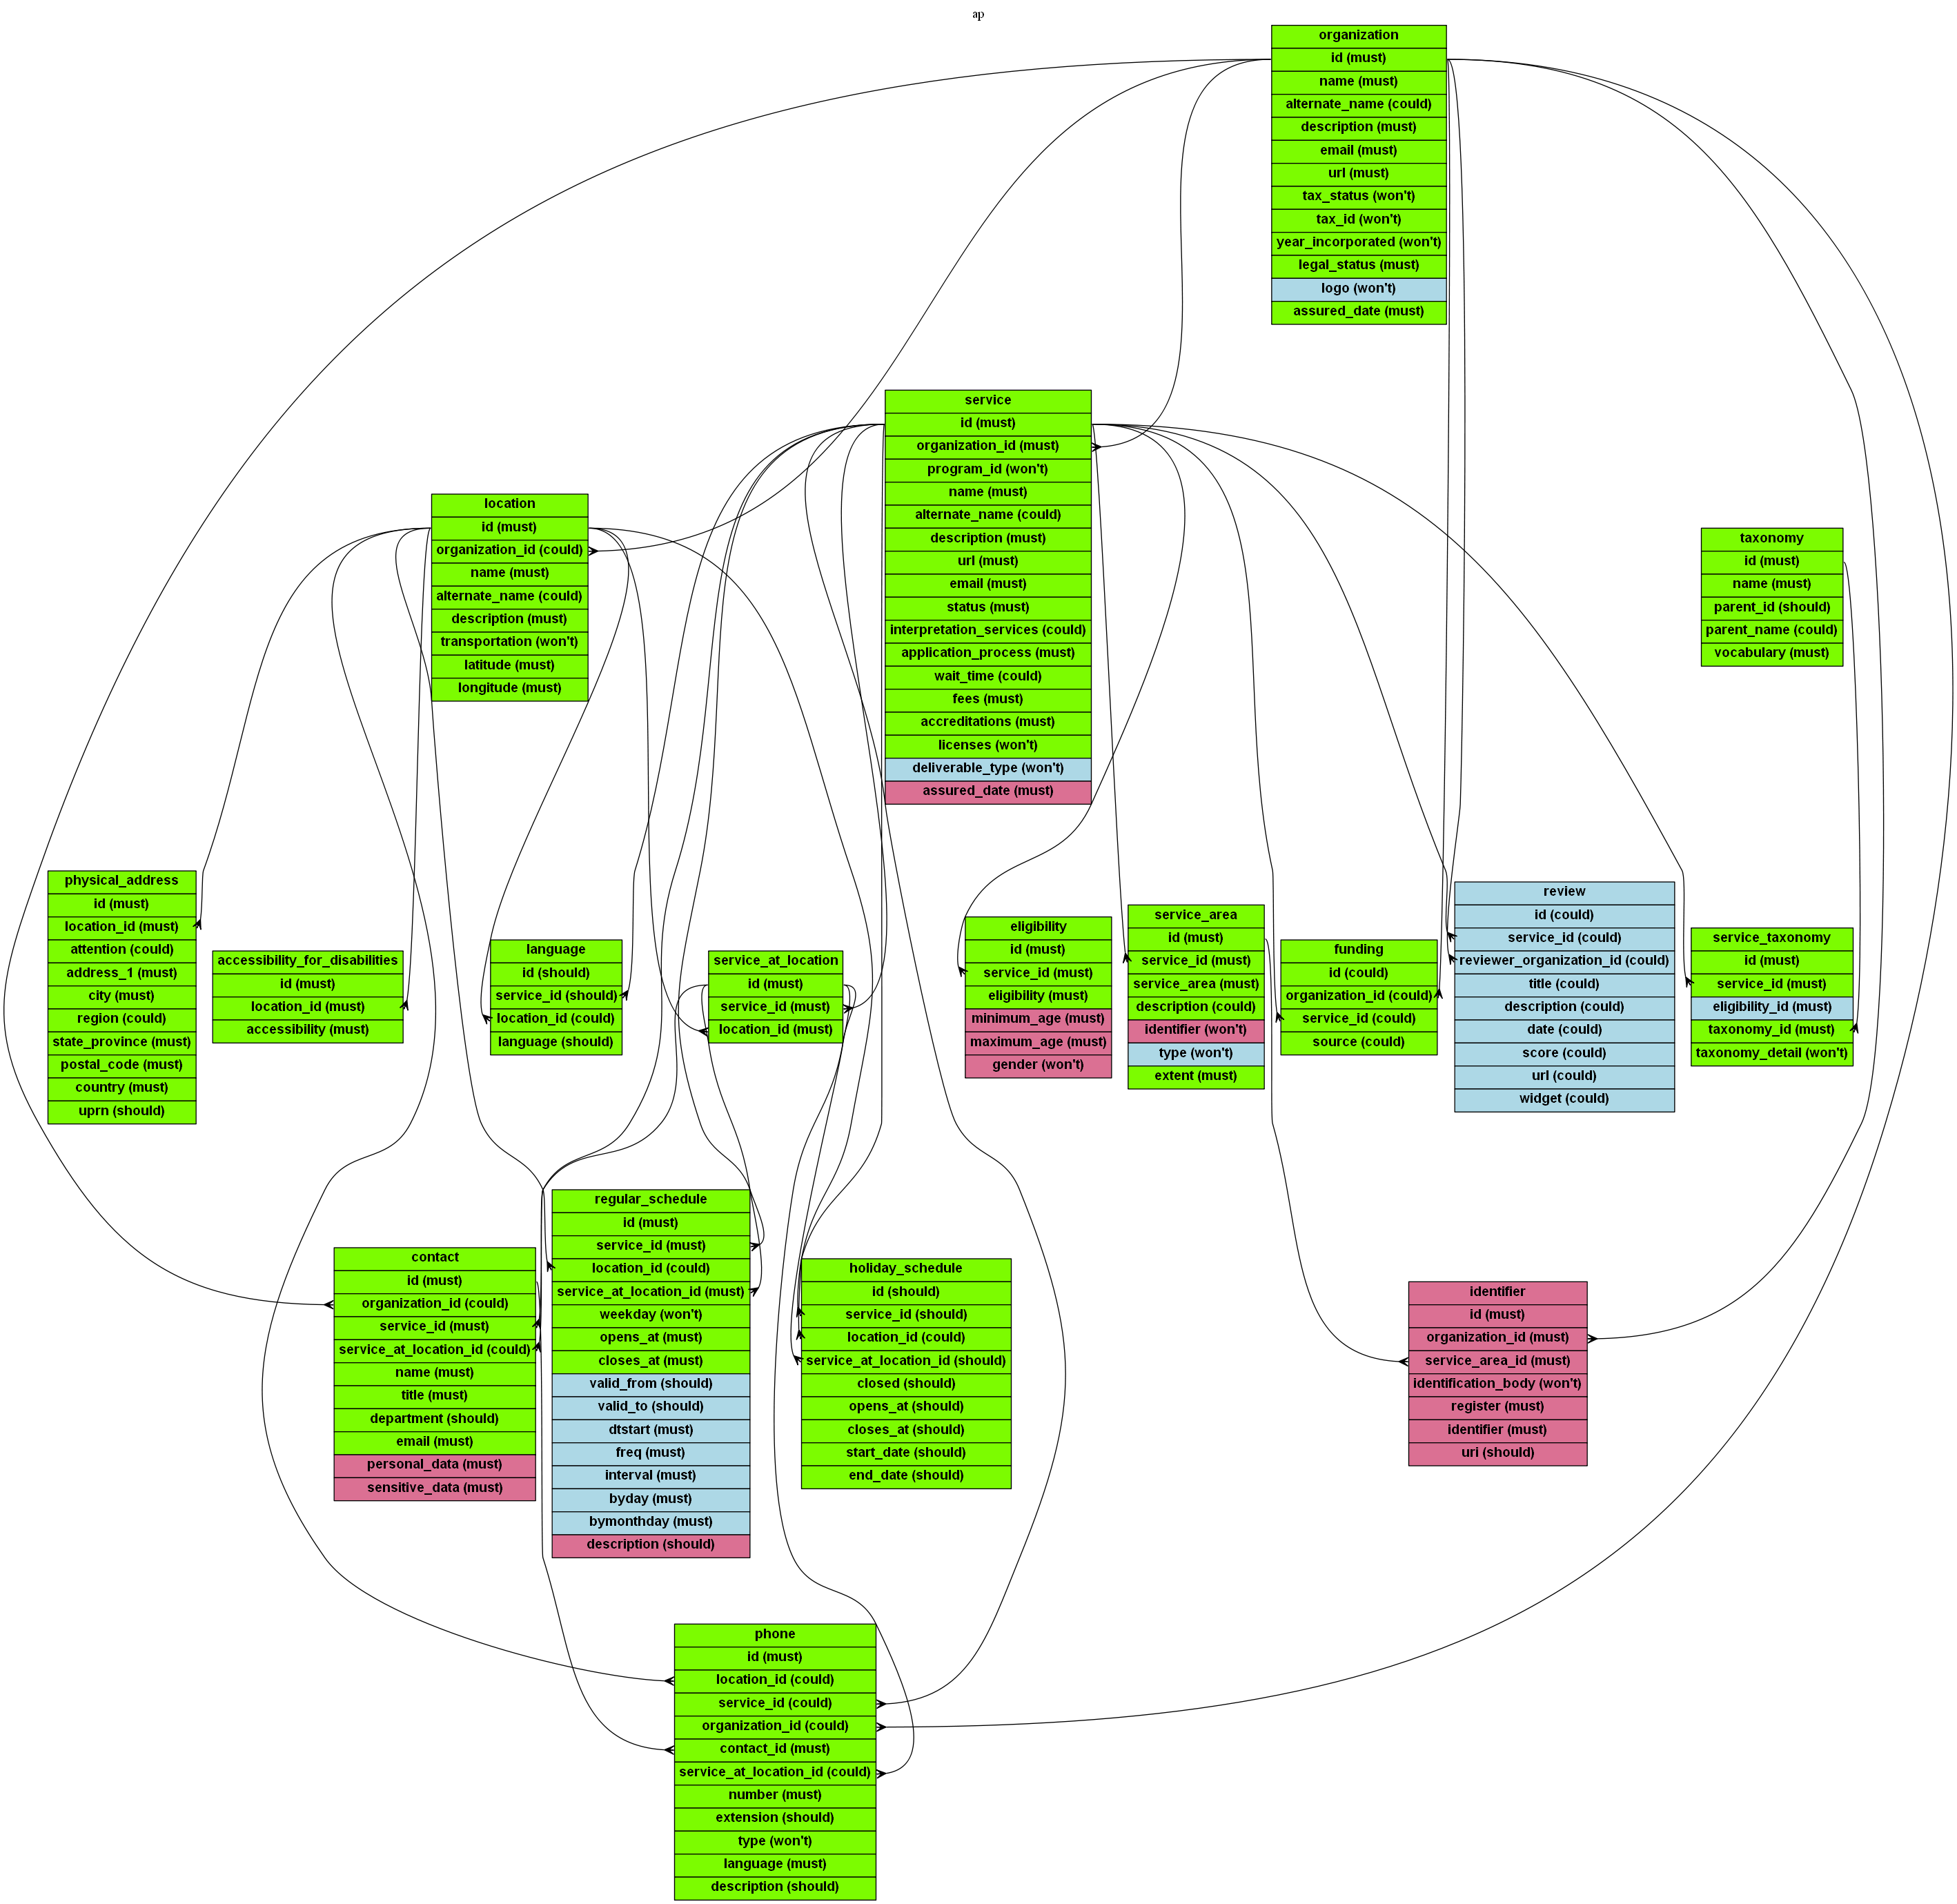 ap
organization
id (must)
name (must)
alternate_name (could)
description (must)
email (must)
url (must)
tax_status (won't)
tax_id (won't)
year_incorporated (won't)
legal_status (must)
logo (won't)
assured_date (must)
service
id (must)
organization_id (must)
program_id (won't)
name (must)
alternate_name (could)
description (must)
url (must)
email (must)
status (must)
interpretation_services (could)
application_process (must)
wait_time (could)
fees (must)
accreditations (must)
licenses (won't)
deliverable_type (won't)
assured_date (must)
location
id (must)
organization_id (could)
name (must)
alternate_name (could)
description (must)
transportation (won't)
latitude (must)
longitude (must)
taxonomy
id (must)
name (must)
parent_id (should)
parent_name (could)
vocabulary (must)
physical_address
id (must)
location_id (must)
attention (could)
address_1 (must)
city (must)
region (could)
state_province (must)
postal_code (must)
country (must)
uprn (should)
accessibility_for_disabilities
id (must)
location_id (must)
accessibility (must)
language
id (should)
service_id (should)
location_id (could)
language (should)
service_at_location
id (must)
service_id (must)
location_id (must)
eligibility
id (must)
service_id (must)
eligibility (must)
minimum_age (must)
maximum_age (must)
gender (won't)
service_area
id (must)
service_id (must)
service_area (must)
description (could)
identifier (won't)
type (won't)
extent (must)
funding
id (could)
organization_id (could)
service_id (could)
source (could)
review
id (could)
service_id (could)
reviewer_organization_id (could)
title (could)
description (could)
date (could)
score (could)
url (could)
widget (could)
service_taxonomy
id (must)
service_id (must)
eligibility_id (must)
taxonomy_id (must)
taxonomy_detail (won't)
contact
id (must)
organization_id (could)
service_id (must)
service_at_location_id (could)
name (must)
title (must)
department (should)
email (must)
personal_data (must)
sensitive_data (must)
regular_schedule
id (must)
service_id (must)
location_id (could)
service_at_location_id (must)
weekday (won't)
opens_at (must)
closes_at (must)
valid_from (should)
valid_to (should)
dtstart (must)
freq (must)
interval (must)
byday (must)
bymonthday (must)
description (should)
holiday_schedule
id (should)
service_id (should)
location_id (could)
service_at_location_id (should)
closed (should)
opens_at (should)
closes_at (should)
start_date (should)
end_date (should)
identifier
id (must)
organization_id (must)
service_area_id (must)
identification_body (won't)
register (must)
identifier (must)
uri (should)
phone
id (must)
location_id (could)
service_id (could)
organization_id (could)
contact_id (must)
service_at_location_id (could)
number (must)
extension (should)
type (won't)
language (must)
description (should)